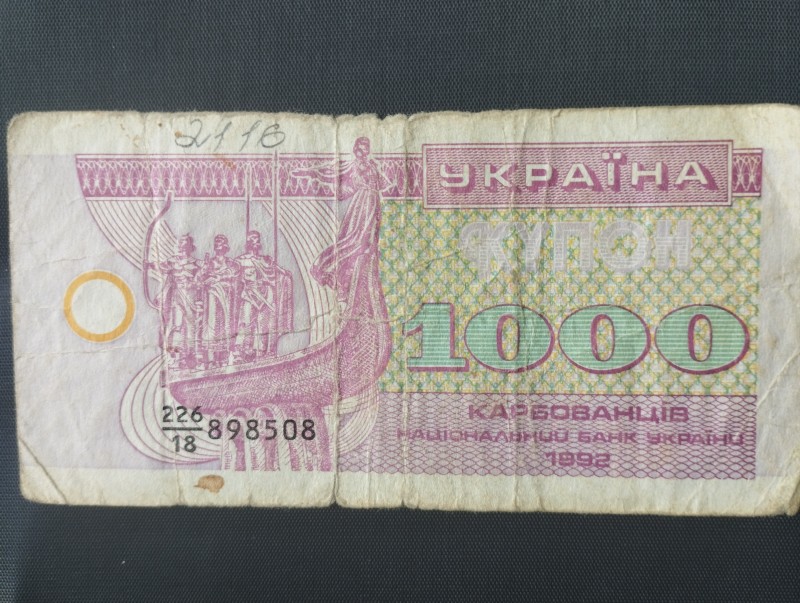 2116
УКРАЇНА
КУПОН
1000
КАРБОВАНЦІВ
НАЦІОНАЛЬНИЙ БАНК УКРАЇНИ
1992
226/18 898508